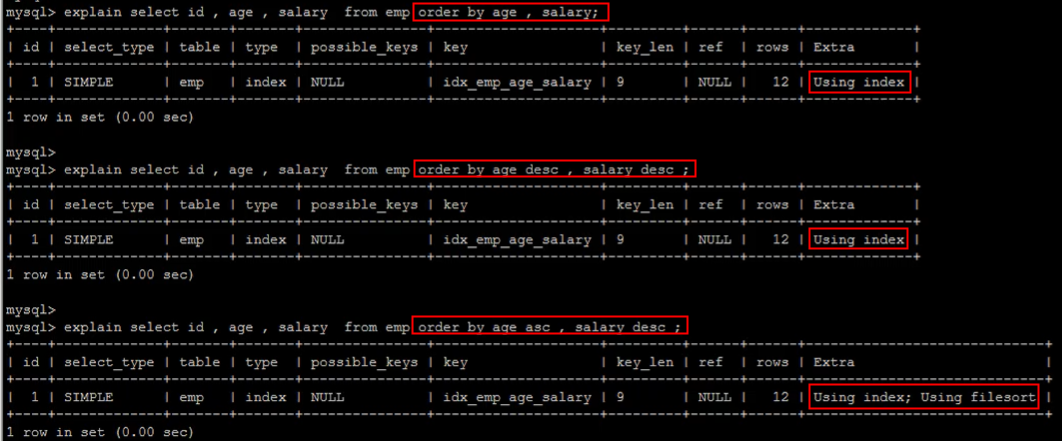 mysql> explain select id , age , salary  from emp order by age , salary;
+----+-------------+-------+-------+---------------+--------------------+---------+------+------+-------------+
| id | select_type | table | type  | possible_keys | key                | key_len | ref  | rows | Extra       |
+----+-------------+-------+-------+---------------+--------------------+---------+------+------+-------------+
|  1 | SIMPLE      | emp   | index | NULL          | idx_emp_age_salary | 9       | NULL |   12 | Using index |
+----+-------------+-------+-------+---------------+--------------------+---------+------+------+-------------+
1 row in set (0.00 sec)
mysql>
mysql> explain select id , age , salary  from emp order by age desc , salary desc ;
+----+-------------+-------+-------+---------------+--------------------+---------+------+------+-------------+
| id | select_type | table | type  | possible_keys | key                | key_len | ref  | rows | Extra       |
+----+-------------+-------+-------+---------------+--------------------+---------+------+------+-------------+
|  1 | SIMPLE      | emp   | index | NULL          | idx_emp_age_salary | 9       | NULL |   12 | Using index |
+----+-------------+-------+-------+---------------+--------------------+---------+------+------+-------------+
1 row in set (0.00 sec)
mysql>
mysql> explain select id , age , salary  from emp order by age asc , salary desc ;
+----+-------------+-------+-------+---------------+--------------------+---------+------+------+-----------------------------+
| id | select_type | table | type  | possible_keys | key                | key_len | ref  | rows | Extra                       |
+----+-------------+-------+-------+---------------+--------------------+---------+------+------+-----------------------------+
|  1 | SIMPLE      | emp   | index | NULL          | idx_emp_age_salary | 9       | NULL |   12 | Using index; Using filesort |
+----+-------------+-------+-------+---------------+--------------------+---------+------+------+-----------------------------+
1 row in set (0.00 sec)